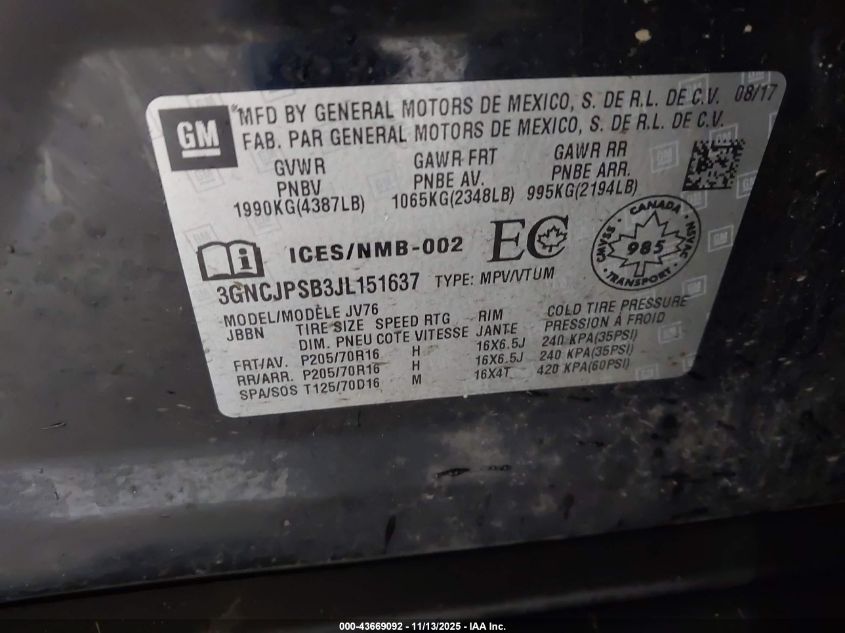 GM
*MFD BY GENERAL MOTORS DE MEXICO, S. DE R.L. DE C.V. 08/17
FAB. PAR GENERAL MOTORS DE MEXICO, S. DE R.L. DE C.V.
GVWR GAWR FRT GAWR RR
PNBV PNBE AV. PNBE ARR.
1990KG(4387LB) 1065KG(2348LB) 995KG(2194LB)
ICES/NMB-002 EC
CANADA
SVMAC NVSAC
985
TRANSPORT
3GNCJPSB3JL151637 TYPE: MPV/VTUM
MODEL/MODÈLE JV76
JBBN TIRE SIZE SPEED RTG RIM COLD TIRE PRESSURE
DIM. PNEU COTE VITESSE JANTE PRESSION À FROID
FRT/AV. P205/70R16 H 16X6.5J 240 KPA(35PSI)
RR/ARR. P205/70R16 H 16X6.5J 240 KPA(35PSI)
SPA/SOS T125/70D16 M 16X4T 420 KPA(60PSI)
000-43669092 - 11/13/2025 - IAA Inc.